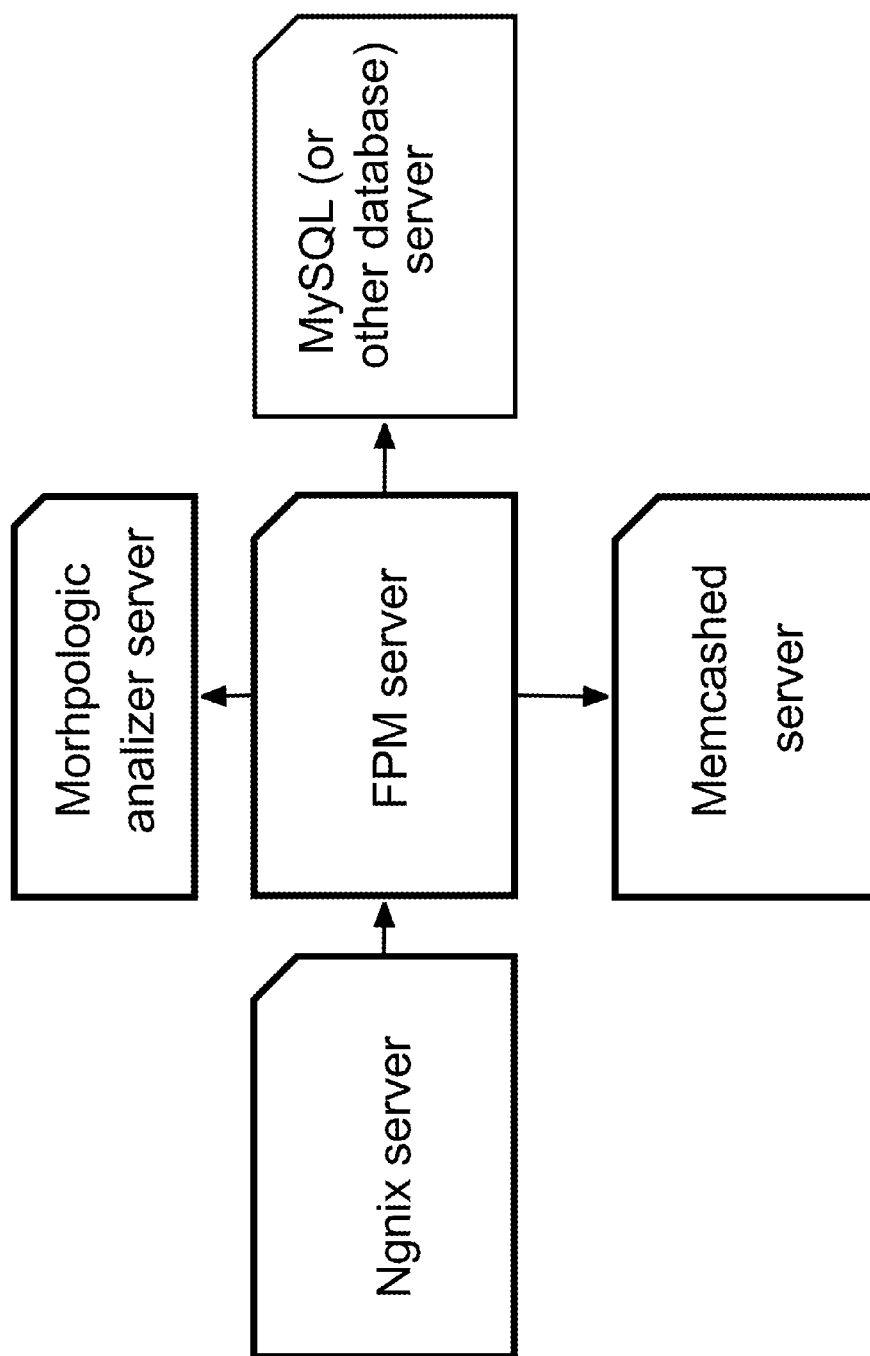 Morhpologic
analizer server
MySQL (or
other database)
server
FPM server
Ngnix server
Memcashed
server